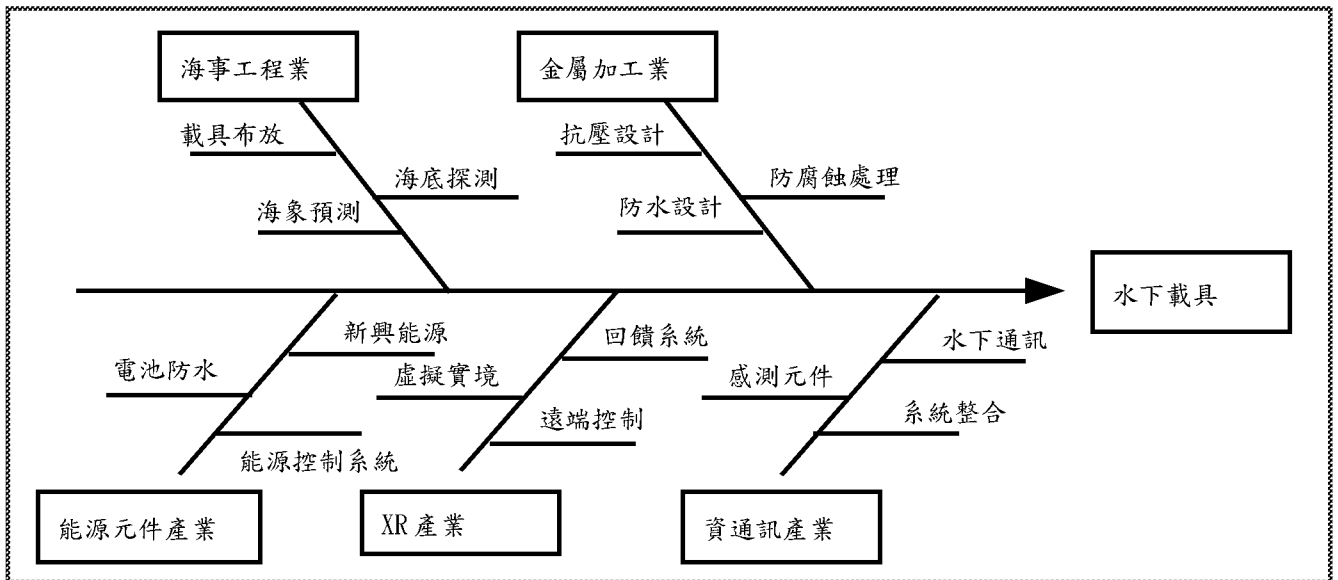 海事工程業
金屬加工業
載具布放
抗壓設計
海底探測
防腐蝕處理
海象預測
防水設計
水下載具
新興能源
回饋系統
水下通訊
電池防水
虛擬實境
感測元件
遠端控制
系統整合
能源控制系統
能源元件產業
XR 產業
資通訊產業